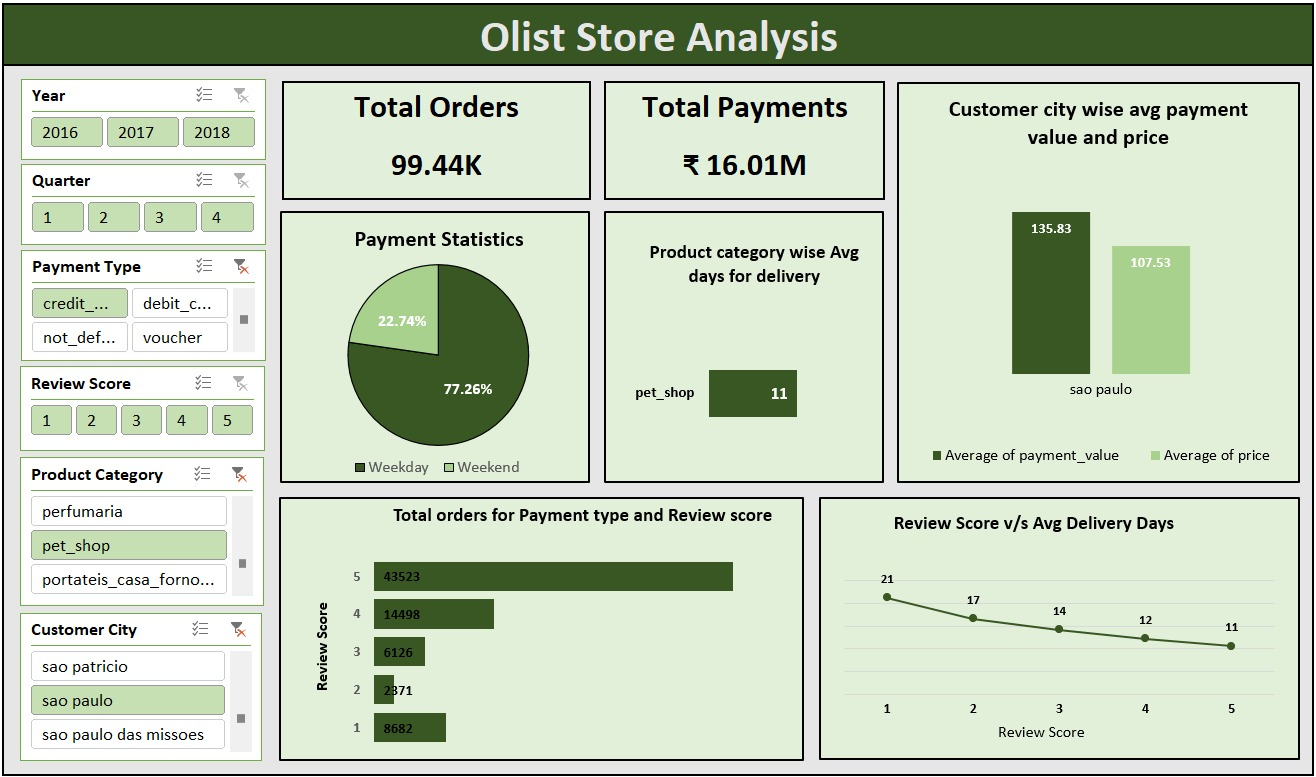 Olist Store Analysis
Year
2016 2017 2018
Quarter
1 2 3 4
Payment Type
credit_... debit_c...
not_def... voucher
Review Score
1 2 3 4 5
Product Category
perfumaria
pet_shop
portateis_casa_forno...
Customer City
sao patricio
sao paulo
sao paulo das missoes
Total Orders
99.44K
Total Payments
₹ 16.01M
Customer city wise avg payment
value and price
135.83
107.53
sao paulo
Average of payment_value Average of price
Payment Statistics
22.74%
77.26%
Weekday Weekend
Product category wise Avg
days for delivery
pet_shop 11
Total orders for Payment type and Review score
Review Score
5 43523
4 14498
3 6126
2 2371
1 8682
Review Score v/s Avg Delivery Days
21 17 14 12 11
1 2 3 4 5
Review Score